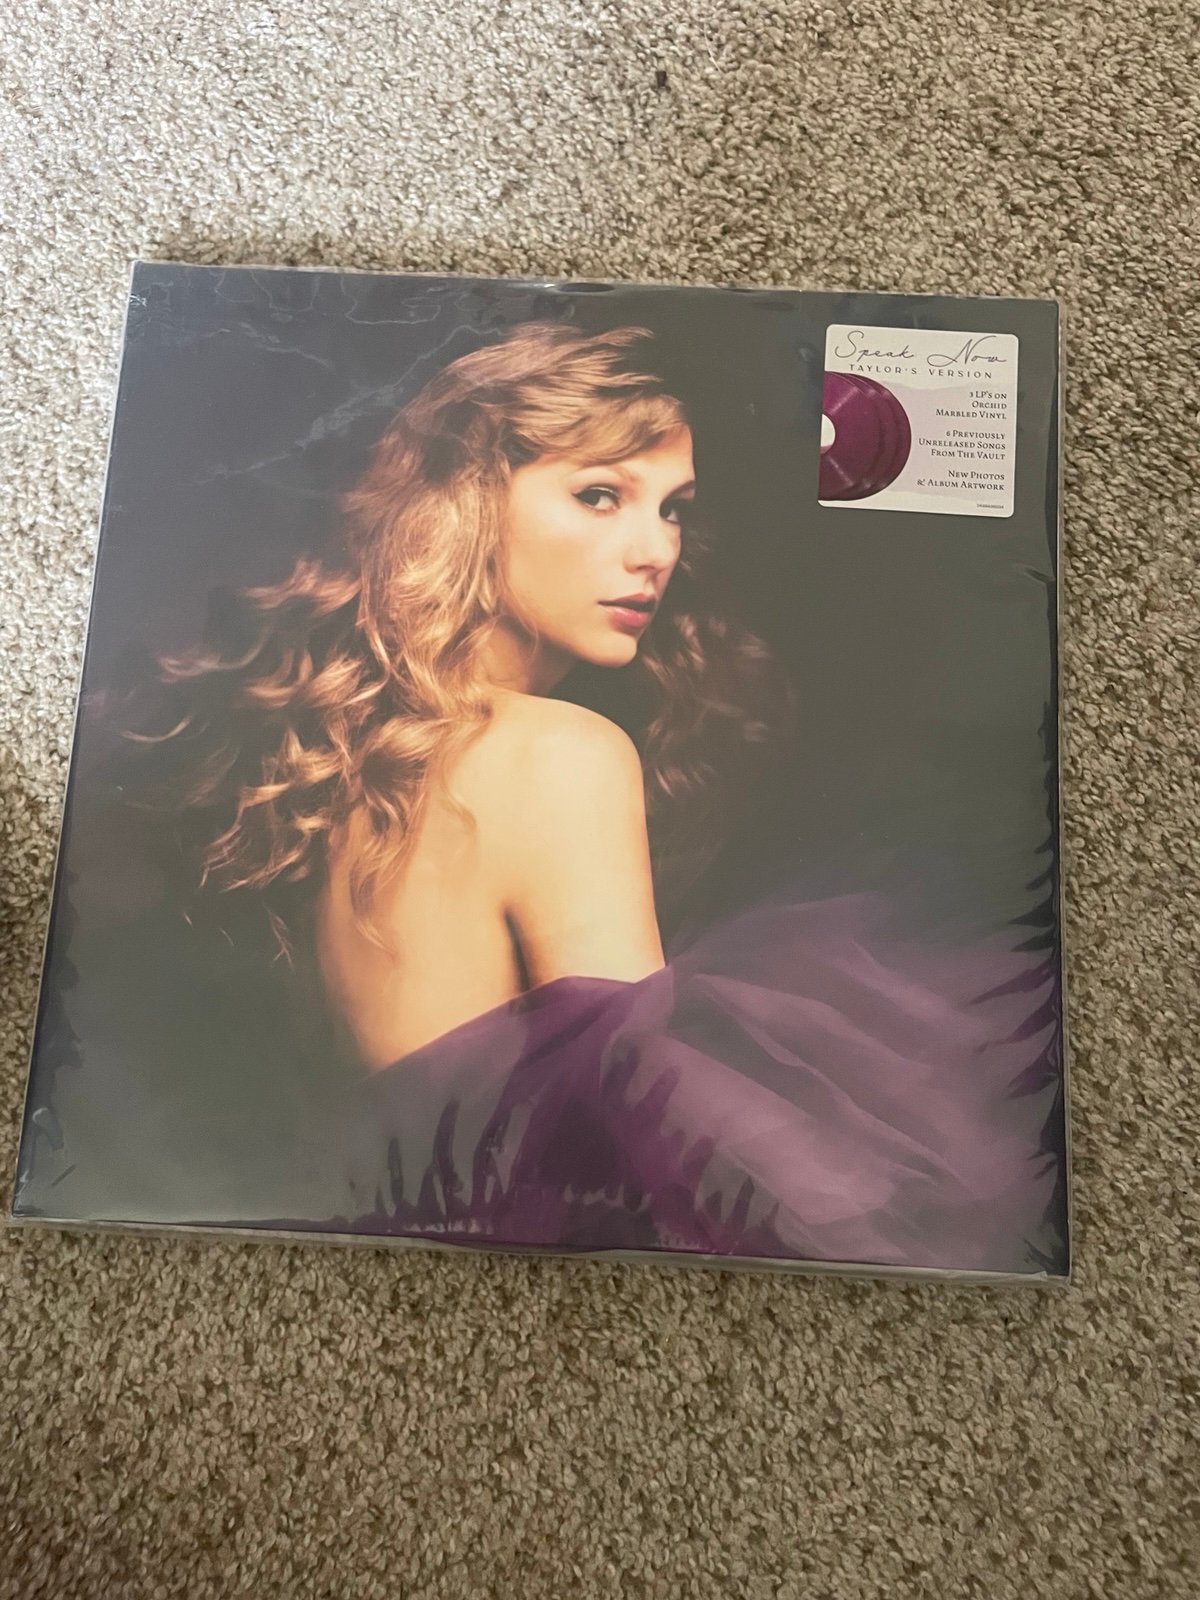 Speak Now
TAYLOR'S VERSION
3 LP'S ON
ORCHID
MARBLED VINYL
6 PREVIOUSLY
UNRELEASED SONGS
FROM THE VAULT
NEW PHOTOS
& ALBUM ARTWORK